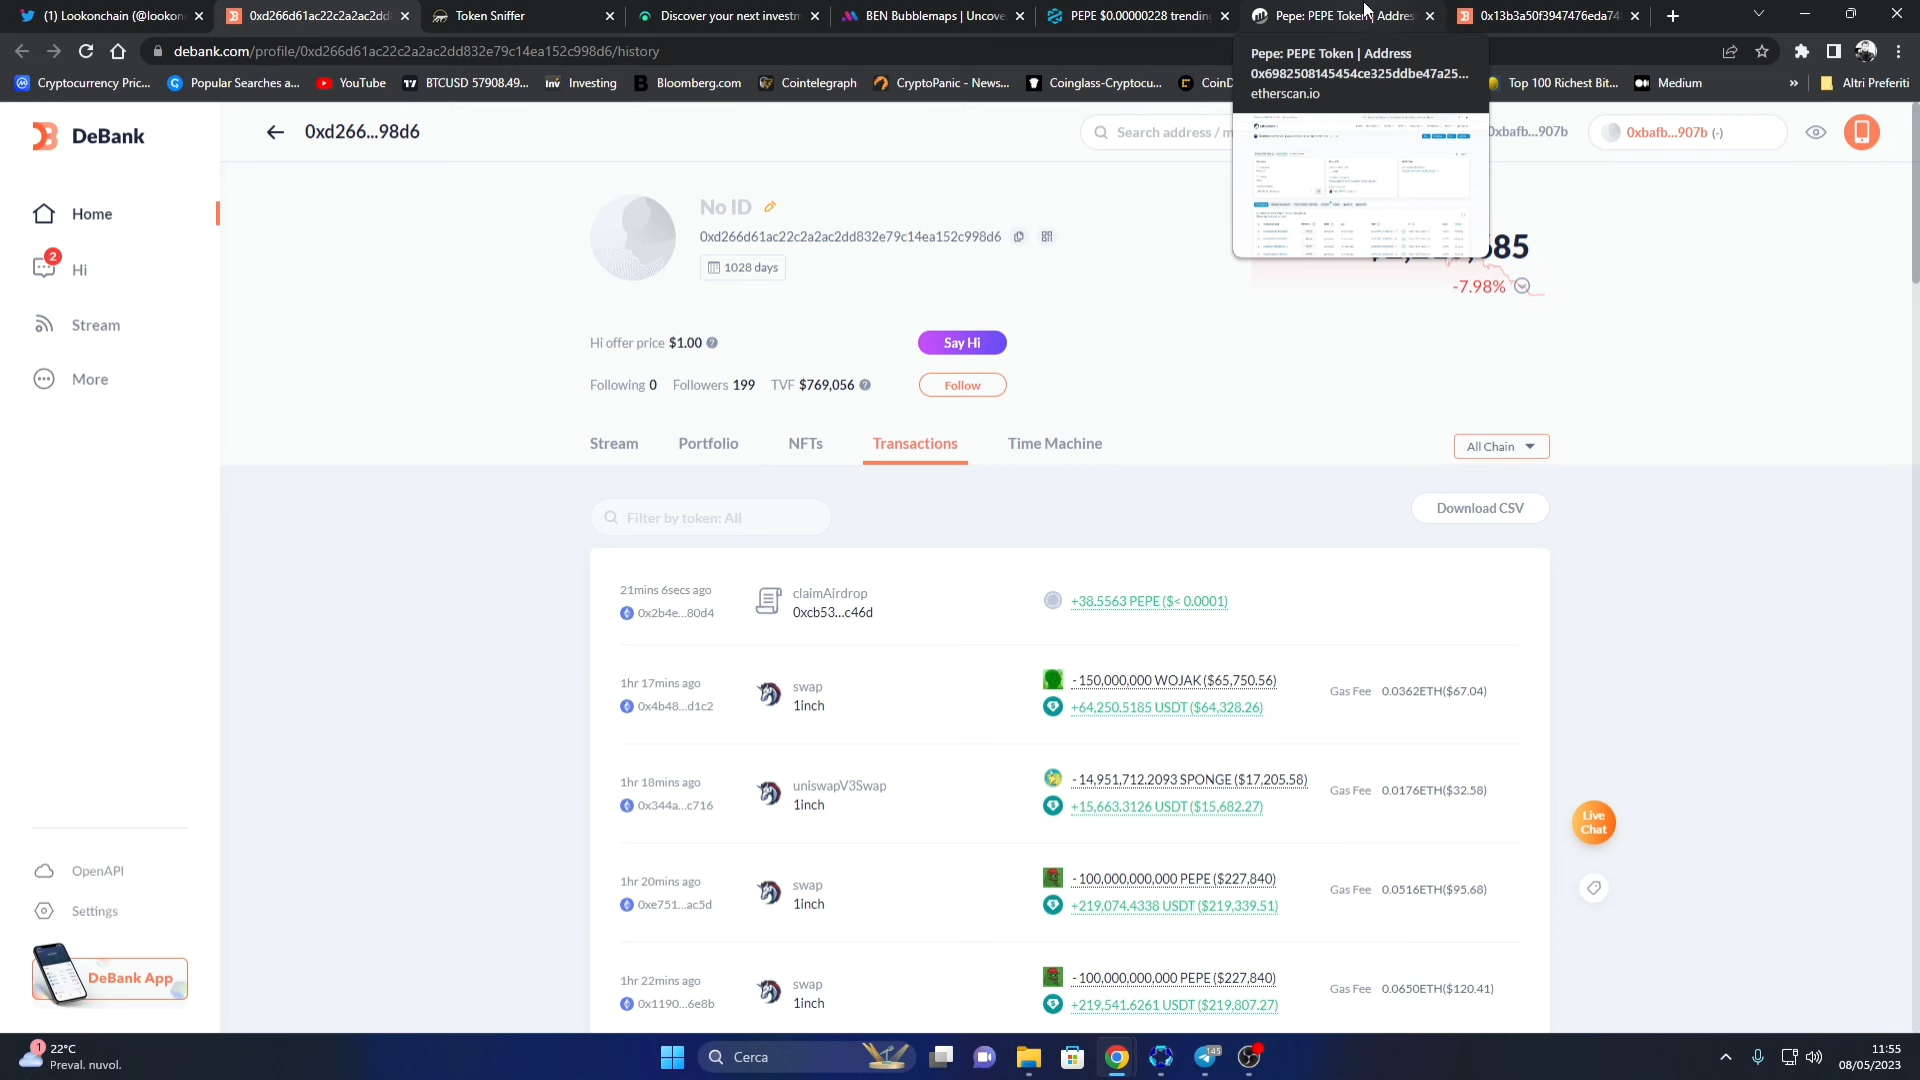 (1) Lookonchain (@lookon
0xd266d61ac22c2a2ac2dd
Token Sniffer
Discover your next investm
BEN Bubblemaps | Uncove
PEPE $0.00000228 trending
Pepe: PEPE Token | Addres
0x13b3a50f3947476eda74
debank.com/profile/0xd266d61ac22c2a2ac2dd832e79c14ea152c998d6/history
Cryptocurrency Pric...
Popular Searches a...
YouTube
BTCUSD 57908.49...
Investing
Bloomberg.com
Cointelegraph
CryptoPanic - News...
Coinglass-Cryptocu...
CoinD
Top 100 Richest Bit...
Medium
»
Altri Preferiti
Pepe: PEPE Token | Address
0x6982508145454ce325ddbe47a25...
etherscan.io
DeBank
0xd266...98d6
Search address / m
0xbafb...907b
0xbafb...907b (-)
Home
2
Hi
Stream
More
No ID
0xd266d61ac22c2a2ac2dd832e79c14ea152c998d6
1028 days
685
-7.98%
Hi offer price $1.00
Say Hi
Following 0 Followers 199 TVF $769,056
Follow
Stream
Portfolio
NFTs
Transactions
Time Machine
All Chain
Filter by token: All
Download CSV
21mins 6secs ago
0x2b4e...80d4
claimAirdrop
0xcb53...c46d
+38.5563 PEPE ($< 0.0001)
1hr 17mins ago
0x4b48...d1c2
swap
1inch
-150,000,000 WOJAK ($65,750.56)
+64,250.5185 USDT ($64,328.26)
Gas Fee 0.0362ETH($67.04)
1hr 18mins ago
0x344a...c716
uniswapV3Swap
1inch
-14,951,712.2093 SPONGE ($17,205.58)
+15,663.3126 USDT ($15,682.27)
Gas Fee 0.0176ETH($32.58)
1hr 20mins ago
0xe751...ac5d
swap
1inch
-100,000,000,000 PEPE ($227,840)
+219,074.4338 USDT ($219,339.51)
Gas Fee 0.0516ETH($95.68)
1hr 22mins ago
0x1190...6e8b
swap
1inch
-100,000,000,000 PEPE ($227,840)
+219,541.6261 USDT ($219,807.27)
Gas Fee 0.0650ETH($120.41)
Live
Chat
OpenAPI
Settings
DeBank App
1
22°C
Preval. nuvol.
Cerca
145
11:55
08/05/2023